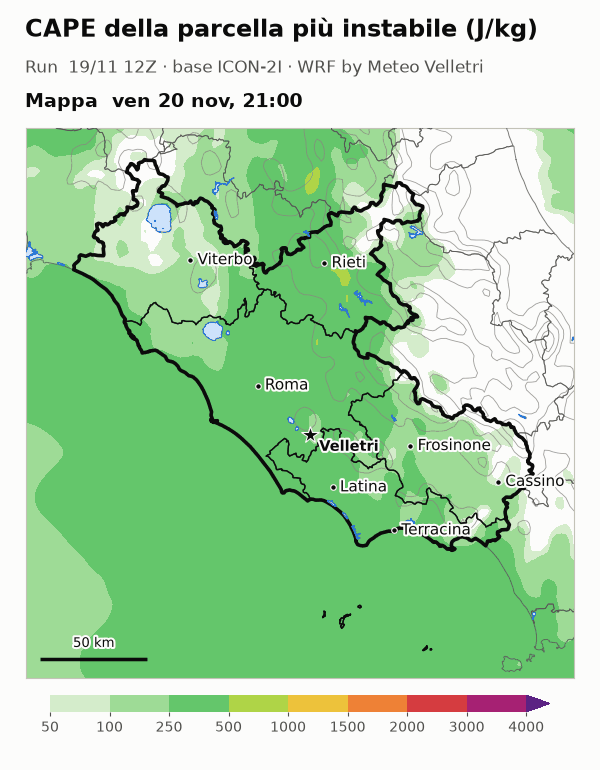 CAPE della parcella più instabile (J/kg)
Run 19/11 12Z · base ICON-2I · WRF by Meteo Velletri
Mappa ven 20 nov, 21:00
Viterbo
Rieti
Roma
Velletri
Frosinone
Latina
Cassino
Terracina
50 km
50 100 250 500 1000 1500 2000 3000 4000